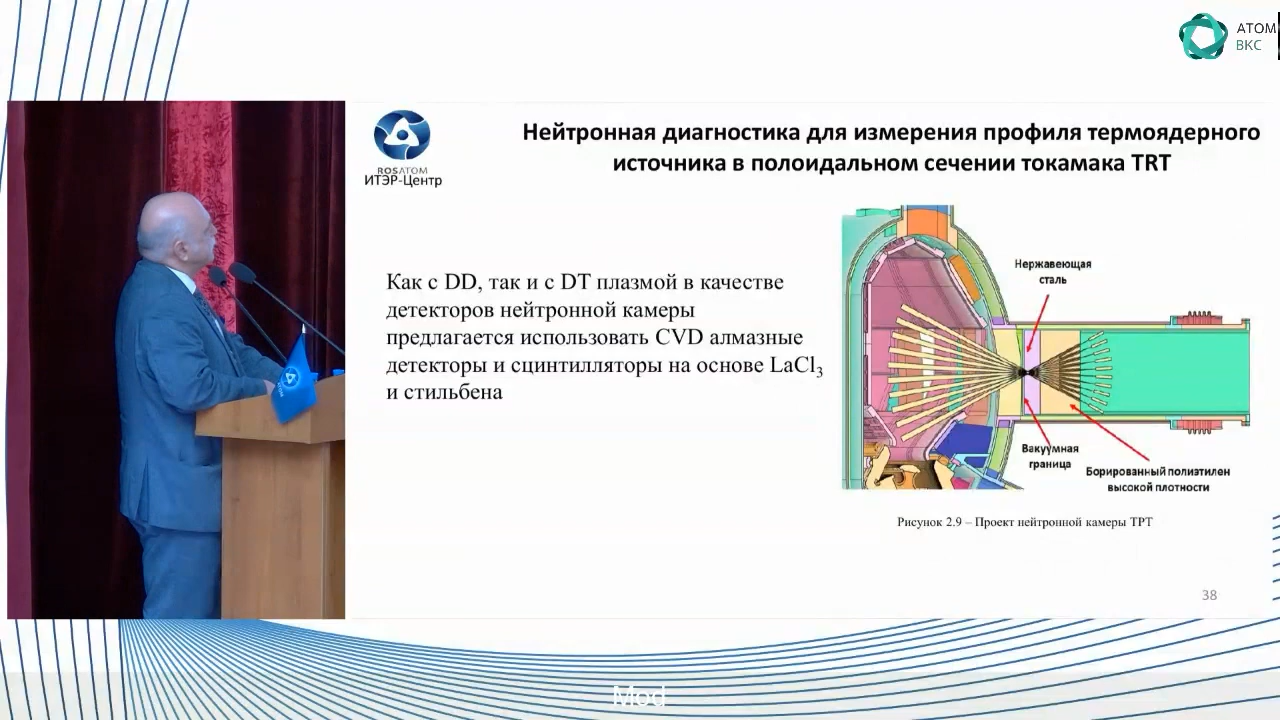 АТОМ
ВКС
ROSATOM
ИТЭР-Центр
Нейтронная диагностика для измерения профиля термоядерного
источника в полоидальном сечении токамака TRT
Как с DD, так и с DT плазмой в качестве
детекторов нейтронной камеры
предлагается использовать CVD алмазные
детекторы и сцинтилляторы на основе LaCl₃
и стильбена
Нержавеющая
сталь
Вакуумная
граница
Борированный полиэтилен
высокой плотности
Рисунок 2.9 – Проект нейтронной камеры ТРТ
38
Mod